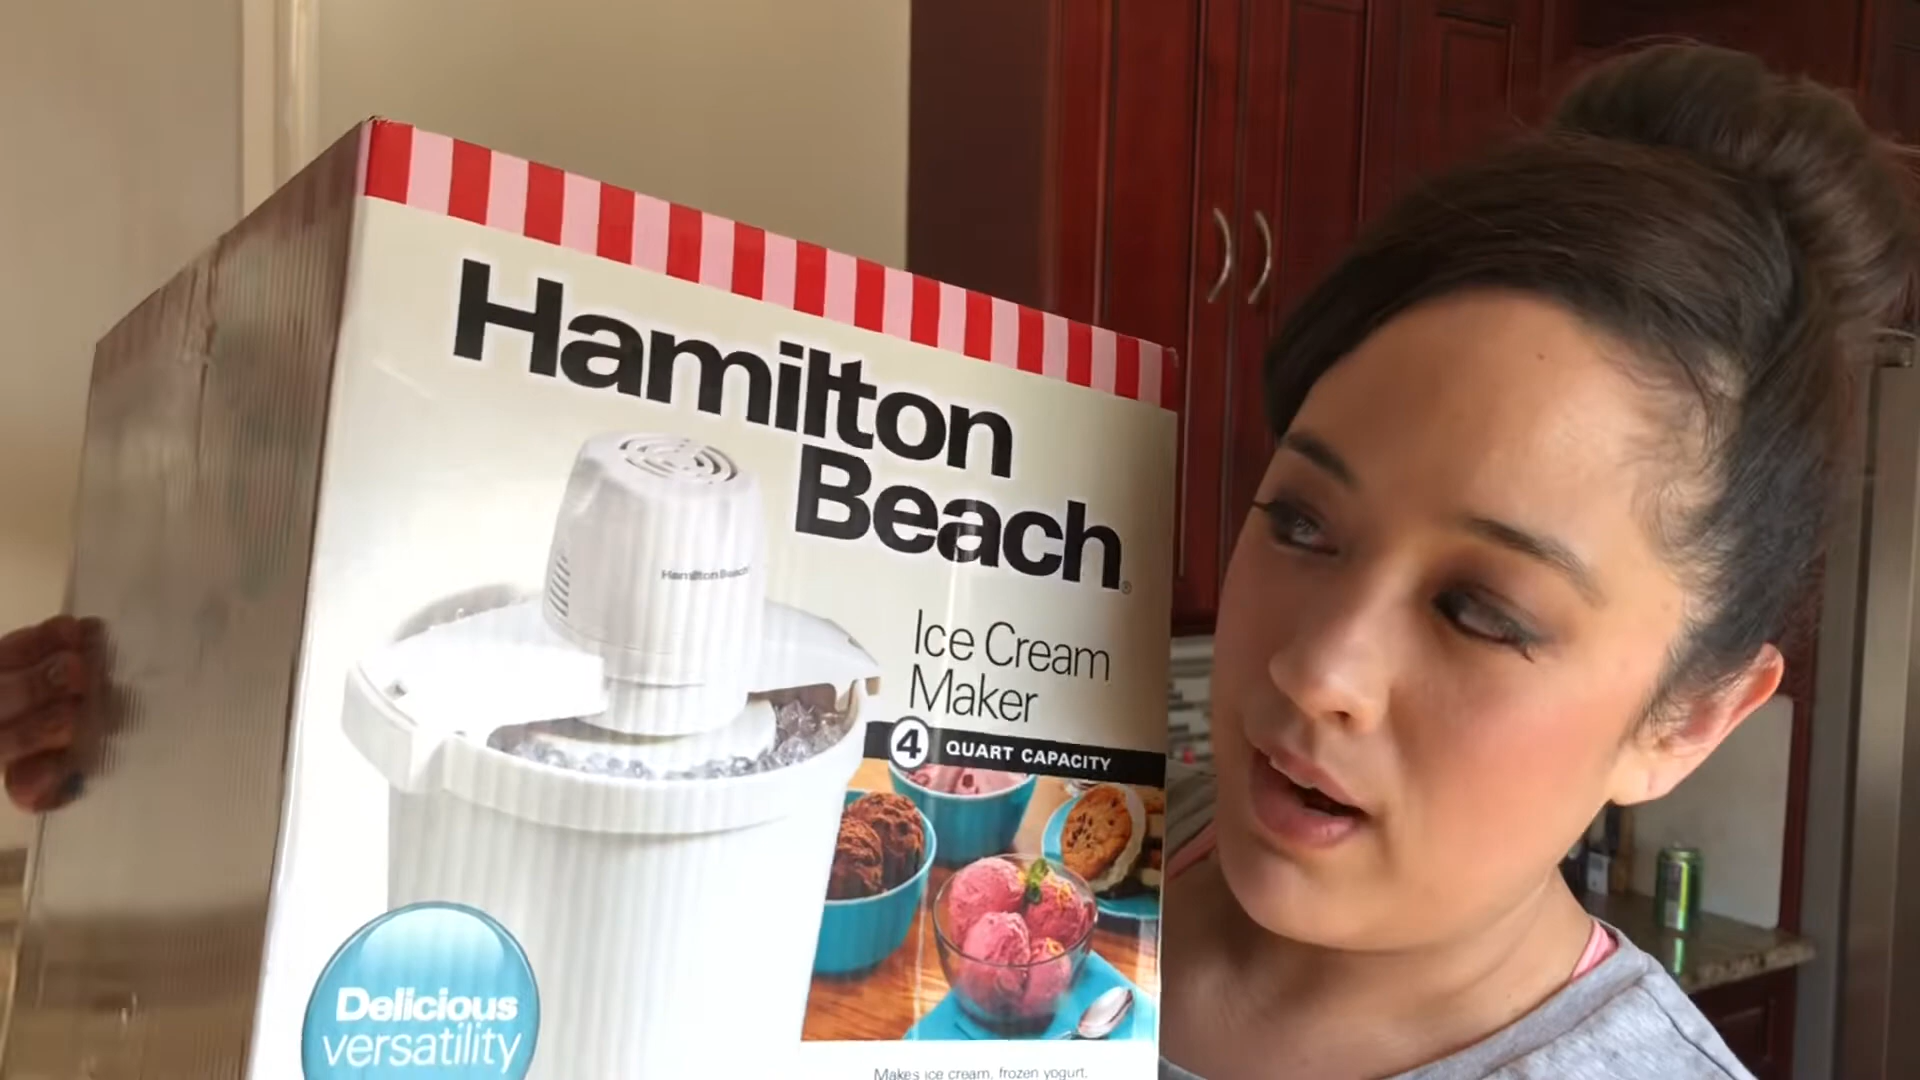 Hamilton
Beach®
Hamilton Beach
Ice Cream
Maker
4 QUART CAPACITY
Delicious
versatility
Makes ice cream, frozen yogurt,